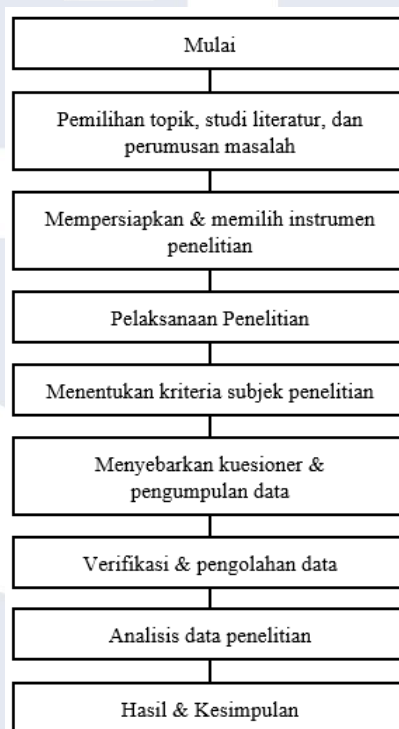 Mulai
Pemilihan topik, studi literatur, dan
perumusan masalah
Mempersiapkan & memilih instrumen
penelitian
Pelaksanaan Penelitian
Menentukan kriteria subjek penelitian
Menyebarkan kuesioner &
pengumpulan data
Verifikasi & pengolahan data
Analisis data penelitian
Hasil & Kesimpulan